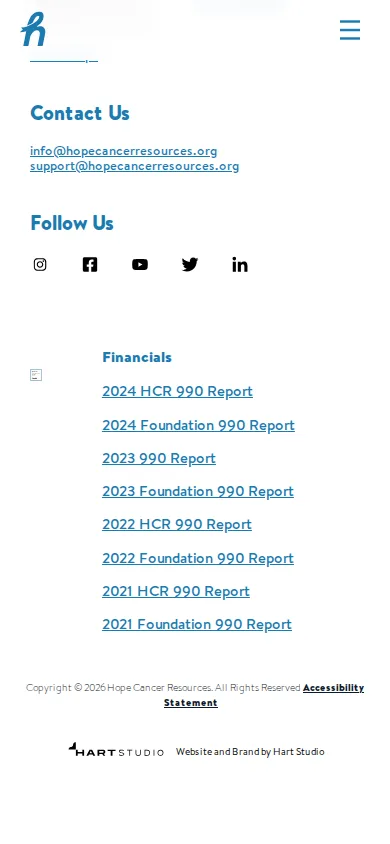 Contact Us
info@hopecancerresources.org
support@hopecancerresources.org
Follow Us
Financials
2024 HCR 990 Report
2024 Foundation 990 Report
2023 990 Report
2023 Foundation 990 Report
2022 HCR 990 Report
2022 Foundation 990 Report
2021 HCR 990 Report
2021 Foundation 990 Report
Copyright © 2026 Hope Cancer Resources. All Rights Reserved Accessibility
Statement
HART STUDIO Website and Brand by Hart Studio